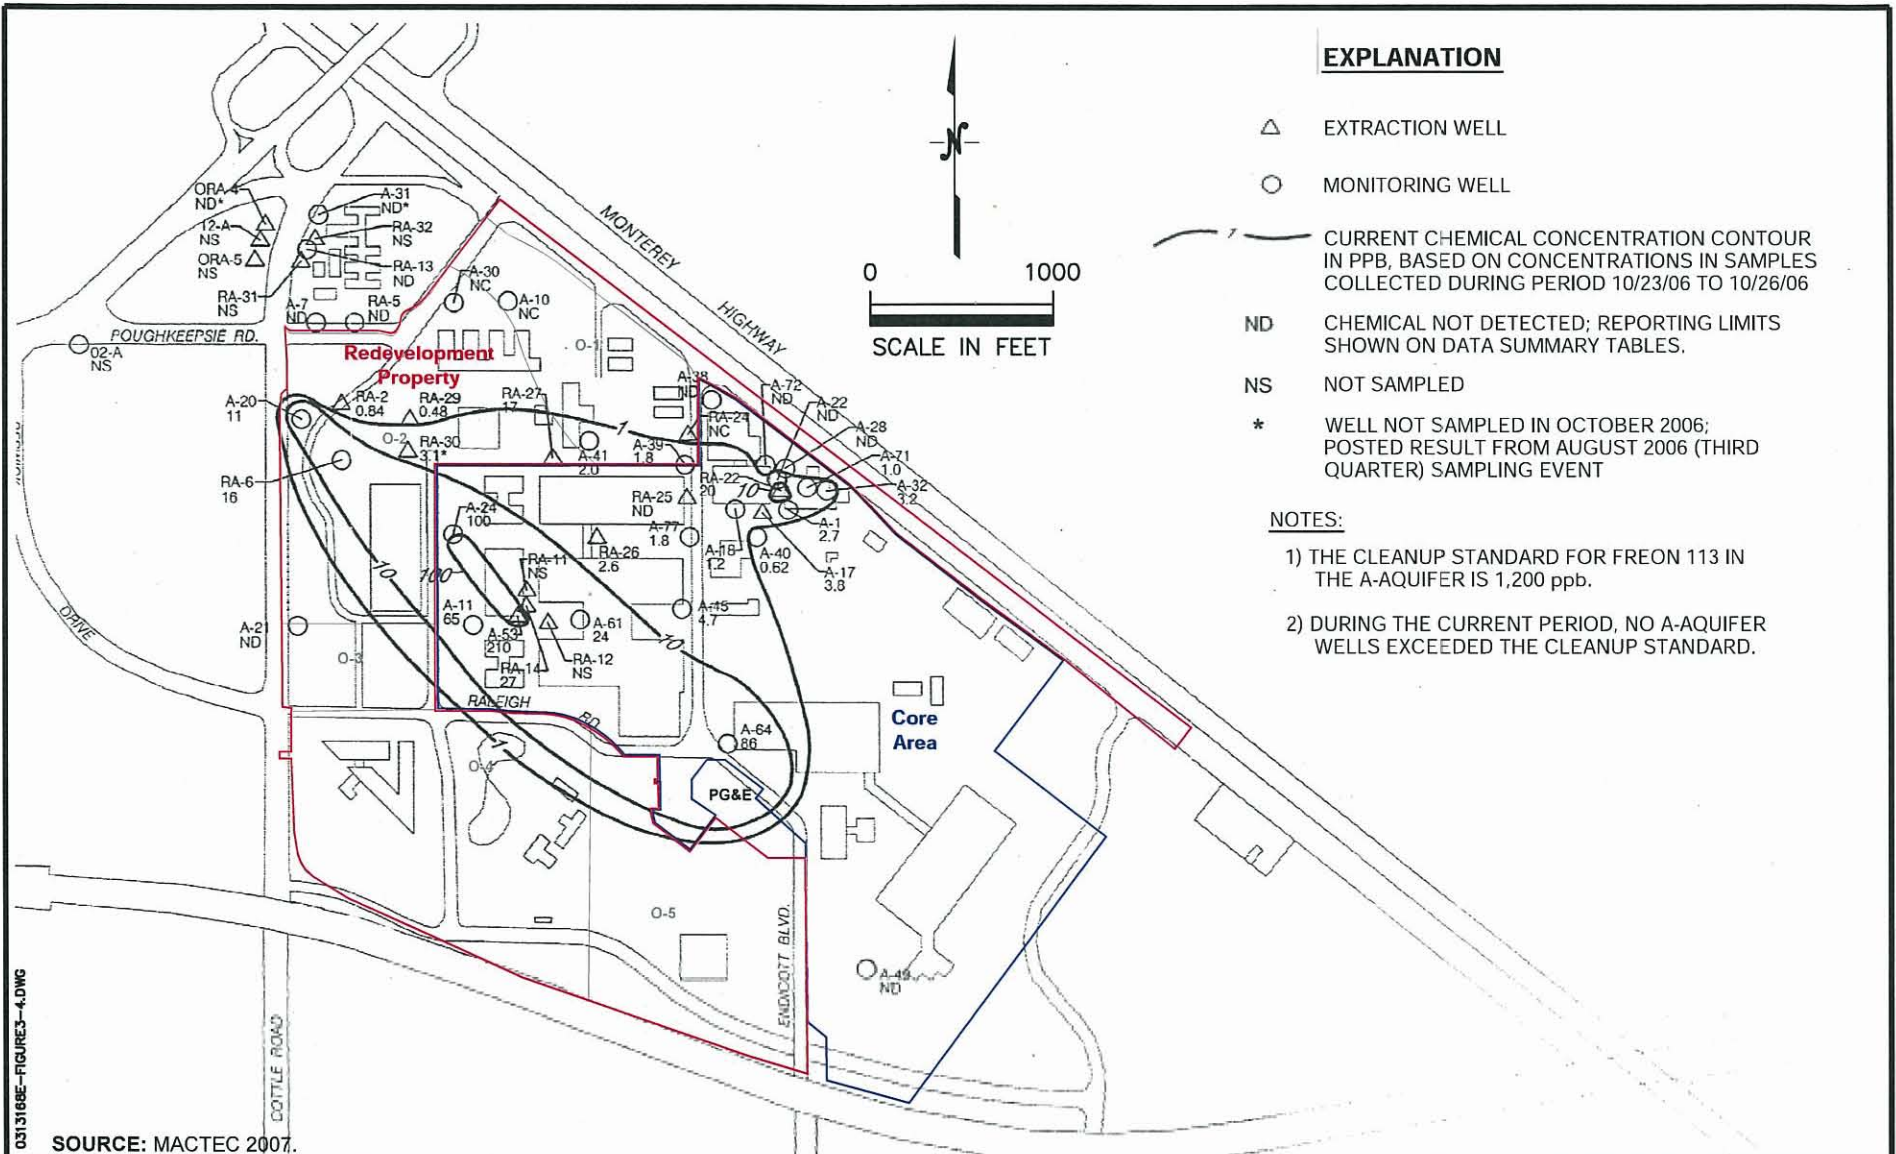 EXPLANATION
EXTRACTION WELL
MONITORING WELL
1
CURRENT CHEMICAL CONCENTRATION CONTOUR
IN PPB, BASED ON CONCENTRATIONS IN SAMPLES
COLLECTED DURING PERIOD 10/23/06 TO 10/26/06
ND CHEMICAL NOT DETECTED; REPORTING LIMITS
SHOWN ON DATA SUMMARY TABLES.
NS NOT SAMPLED
* WELL NOT SAMPLED IN OCTOBER 2006;
POSTED RESULT FROM AUGUST 2006 (THIRD
QUARTER) SAMPLING EVENT
NOTES:
1) THE CLEANUP STANDARD FOR FREON 113 IN
THE A-AQUIFER IS 1,200 ppb.
2) DURING THE CURRENT PERIOD, NO A-AQUIFER
WELLS EXCEEDED THE CLEANUP STANDARD.
N
0 1000
SCALE IN FEET
MONTEREY
HIGHWAY
ORA-4
ND*
12-A
NS
ORA-5
NS
RA-31
NS
A-31
ND*
RA-32
NS
RA-13
ND
A-7
ND
RA-5
ND
A-30
NC
A-10
NC
POUGHKEEPSIE RD.
02-A
NS
Redevelopment
Property
O-1
A-20
11
RA-2
0.84
RA-29
0.48
RA-27
17
O-2
RA-30
3.1*
A-41
2.0
1
A-39
1.8
A-38
ND
RA-24
NC
A-72
ND
A-22
ND
A-28
ND
A-71
1.0
A-32
3.2
RA-22
20
10
RA-25
ND
A-77
1.8
A-18
1.2
A-40
0.62
A-1
2.7
A-17
3.8
RA-6
16
A-24
100
100
10
RA-11
NS
RA-26
2.6
A-11
65
A-53
210
RA-14
27
RA-12
NS
A-61
24
A-45
4.7
10
A-21
ND
O-3
DRIVE
RALEIGH
RD.
1
O-4
A-64
86
PG&E
Core
Area
O-5
A-49
ND
ENDICOTT BLVD.
COTTLE ROAD
0313168E-FIGURE3-4.DWG
SOURCE: MACTEC 2007.